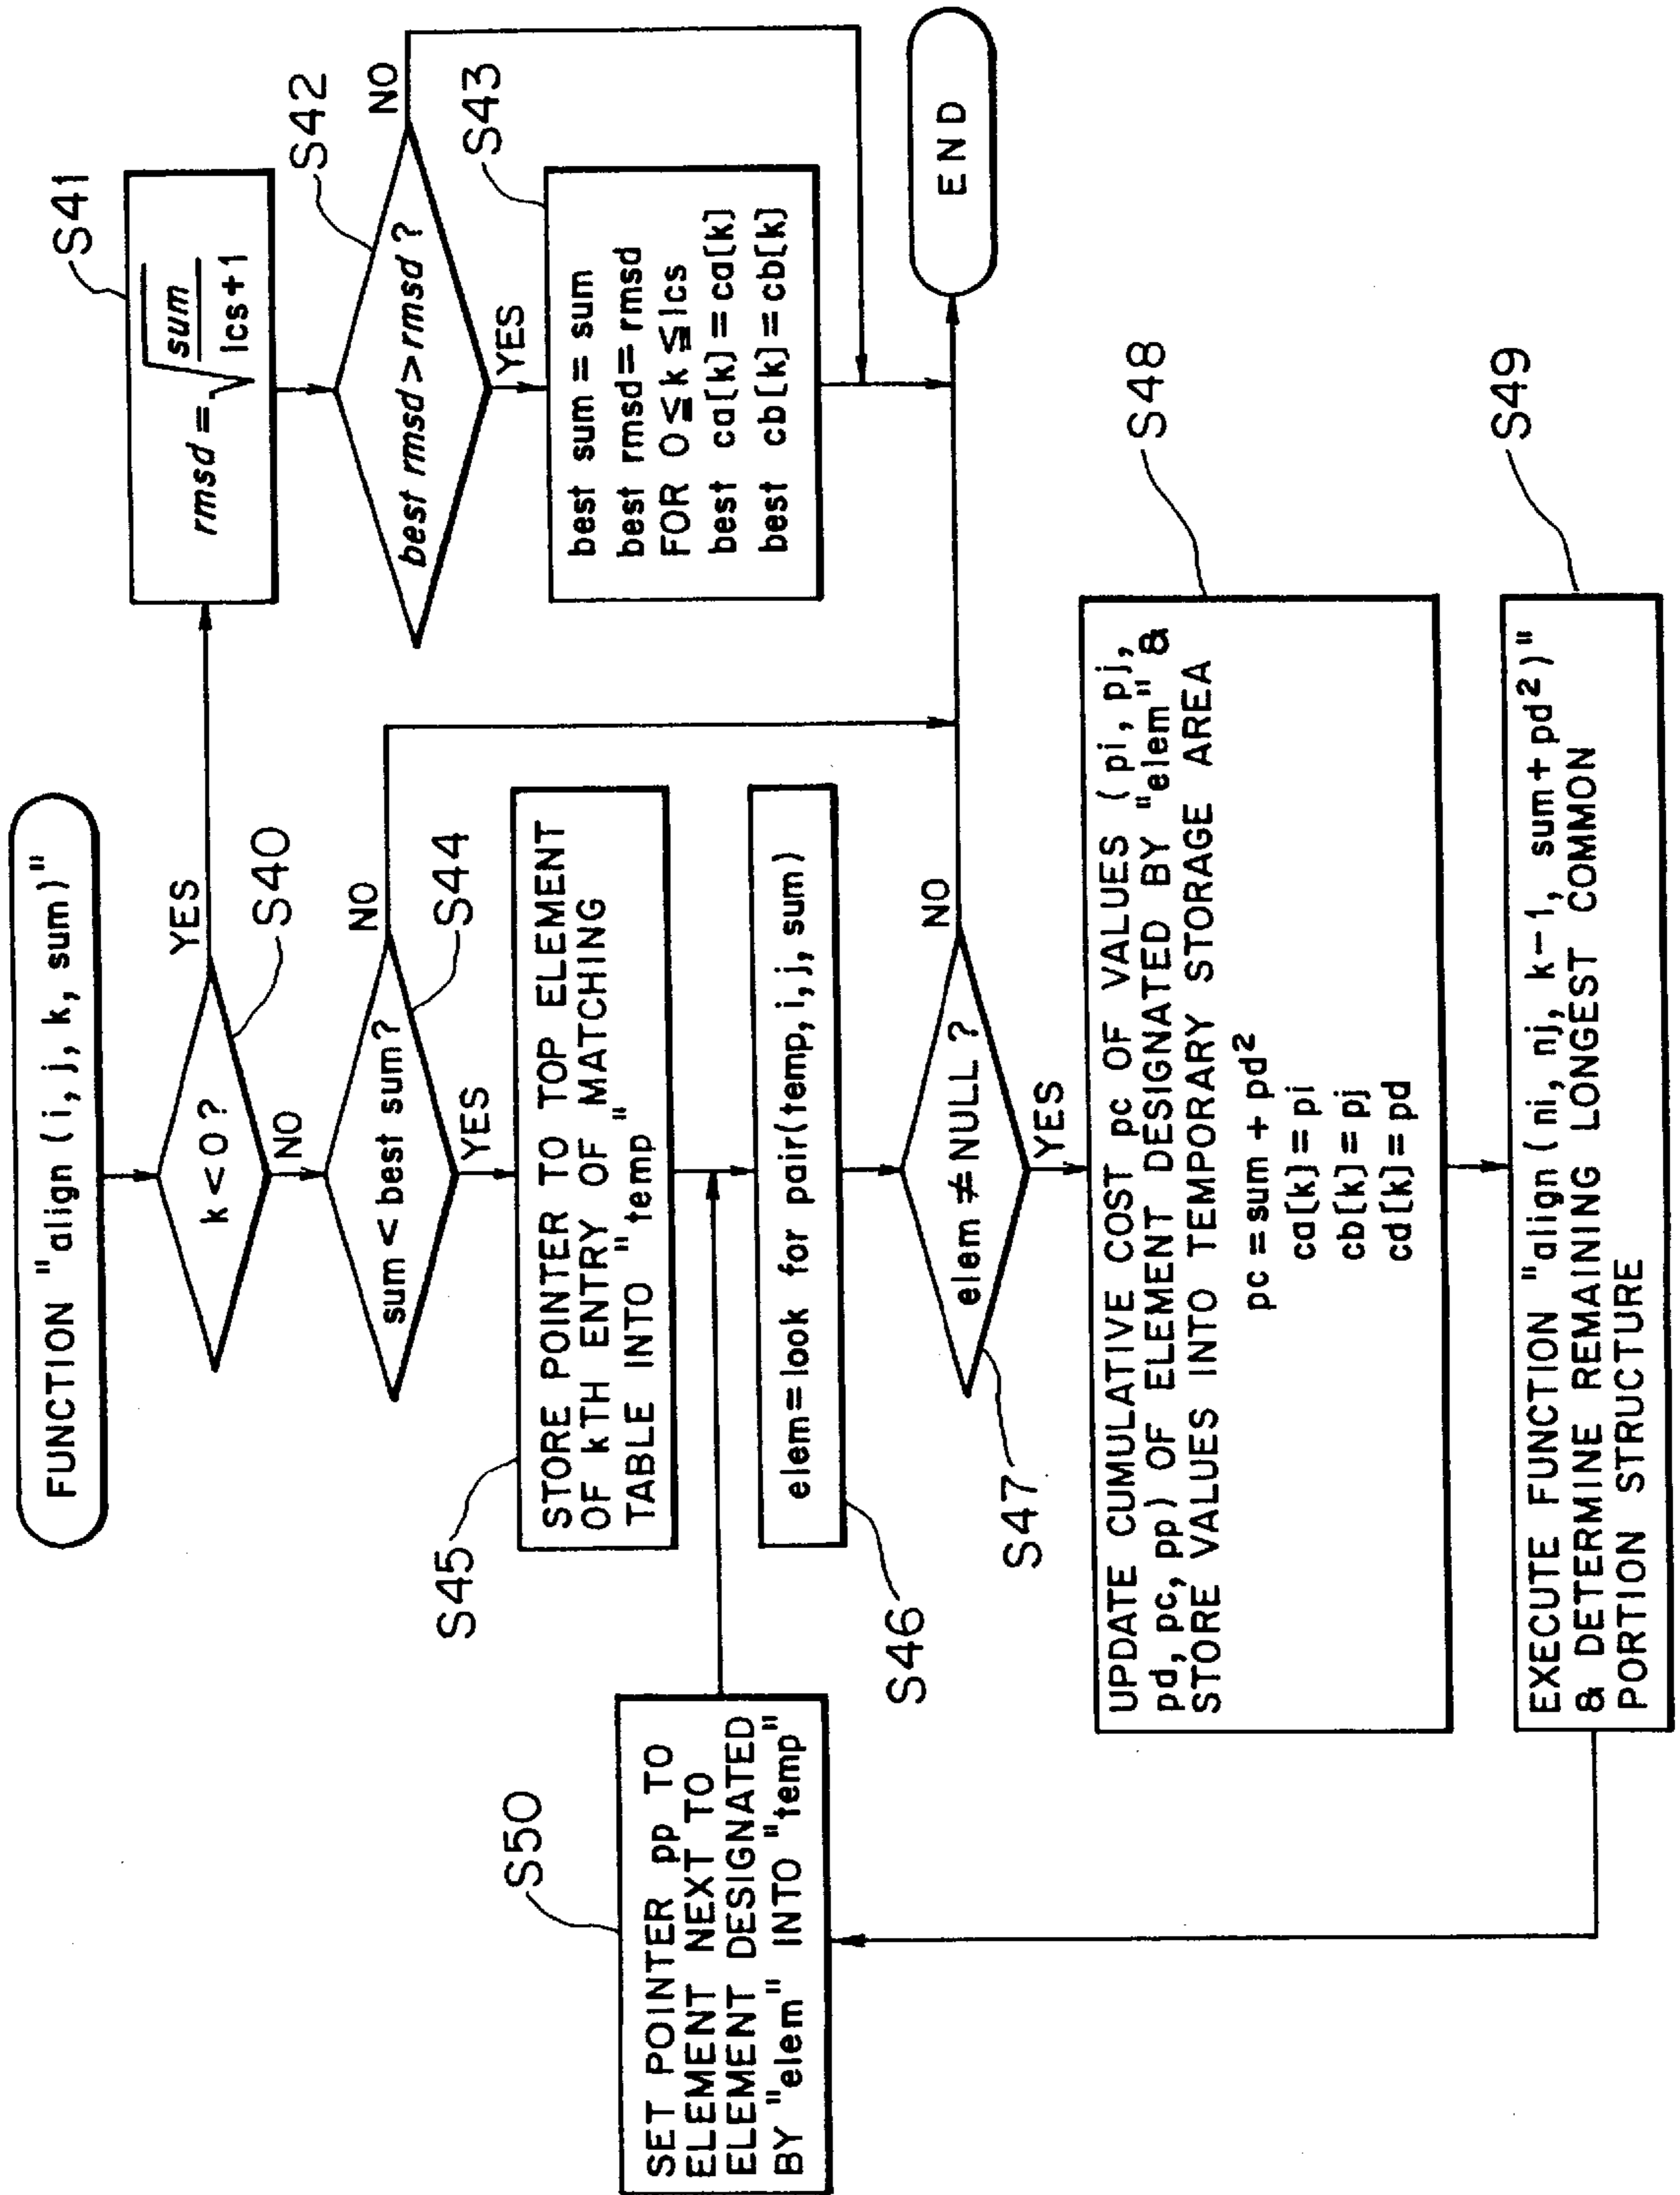 FUNCTION "align (i, j, k, sum)"
k < 0 ?
YES
S40
NO
rmsd = √ sum / lcs+1
S41
best rmsd > rmsd ?
S42
NO
YES
best sum = sum
best rmsd = rmsd
FOR 0 ≦ k ≦ lcs
best ca[k] = ca[k]
best cb[k] = cb[k]
S43
END
sum < best sum?
NO
S44
YES
STORE POINTER TO TOP ELEMENT
OF kTH ENTRY OF MATCHING
TABLE INTO "temp"
S45
elem = look for pair(temp, i, j, sum)
S46
elem ≠ NULL ?
NO
S47
YES
UPDATE CUMULATIVE COST pc OF VALUES (pi, pj,
pd, pc, pp) OF ELEMENT DESIGNATED BY "elem" &
STORE VALUES INTO TEMPORARY STORAGE AREA
pc = sum + pd²
ca[k] = pi
cb[k] = pj
cd[k] = pd
S48
EXECUTE FUNCTION "align (ni, nj, k-1, sum + pd²)"
& DETERMINE REMAINING LONGEST COMMON
PORTION STRUCTURE
S49
SET POINTER pp TO
ELEMENT NEXT TO
ELEMENT DESIGNATED
BY "elem" INTO "temp"
S50